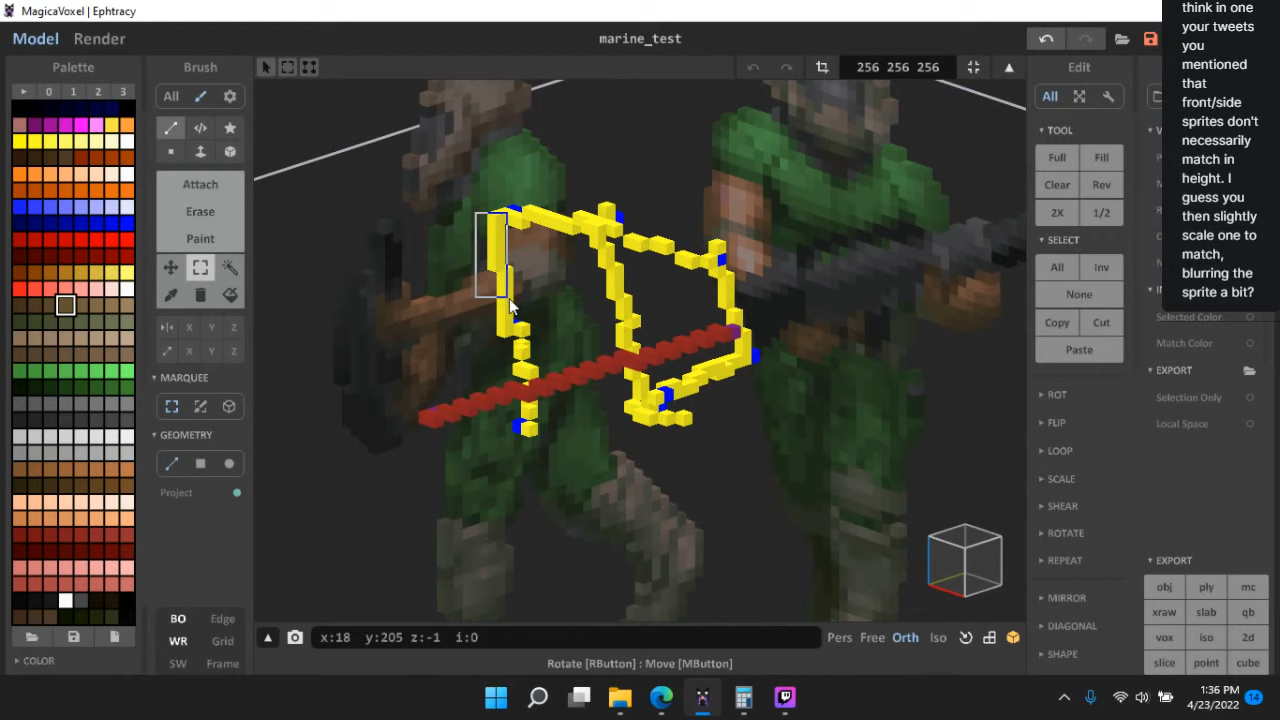 MagicaVoxel | Ephtracy
Model Render
marine_test
Palette
0 1 2 3
COLOR
Brush
All
Attach
Erase
Paint
X Y Z
X Y Z
MARQUEE
GEOMETRY
Project
BO Edge
WR Grid
SW Frame
256 256 256
x:18 y:205 z:-1 i:0
Pers Free Orth Iso
Rotate [RButton] : Move [MButton]
Edit
All
TOOL
Full Fill
Clear Rev
2X 1/2
SELECT
All Inv
None
Copy Cut
Paste
ROT
FLIP
LOOP
SCALE
SHEAR
ROTATE
REPEAT
MIRROR
DIAGONAL
SHAPE
think in one
your tweets
you
mentioned
that
front/side
sprites don't
necessarily
match in
height. I
guess you
then slightly
scale one to
match,
blurring the
sprite a bit?
Selected Color
Match Color
EXPORT
Selection Only
Local Space
EXPORT
obj ply mc
xraw slab qb
vox iso 2d
slice point cube
1:36 PM
4/23/2022
14